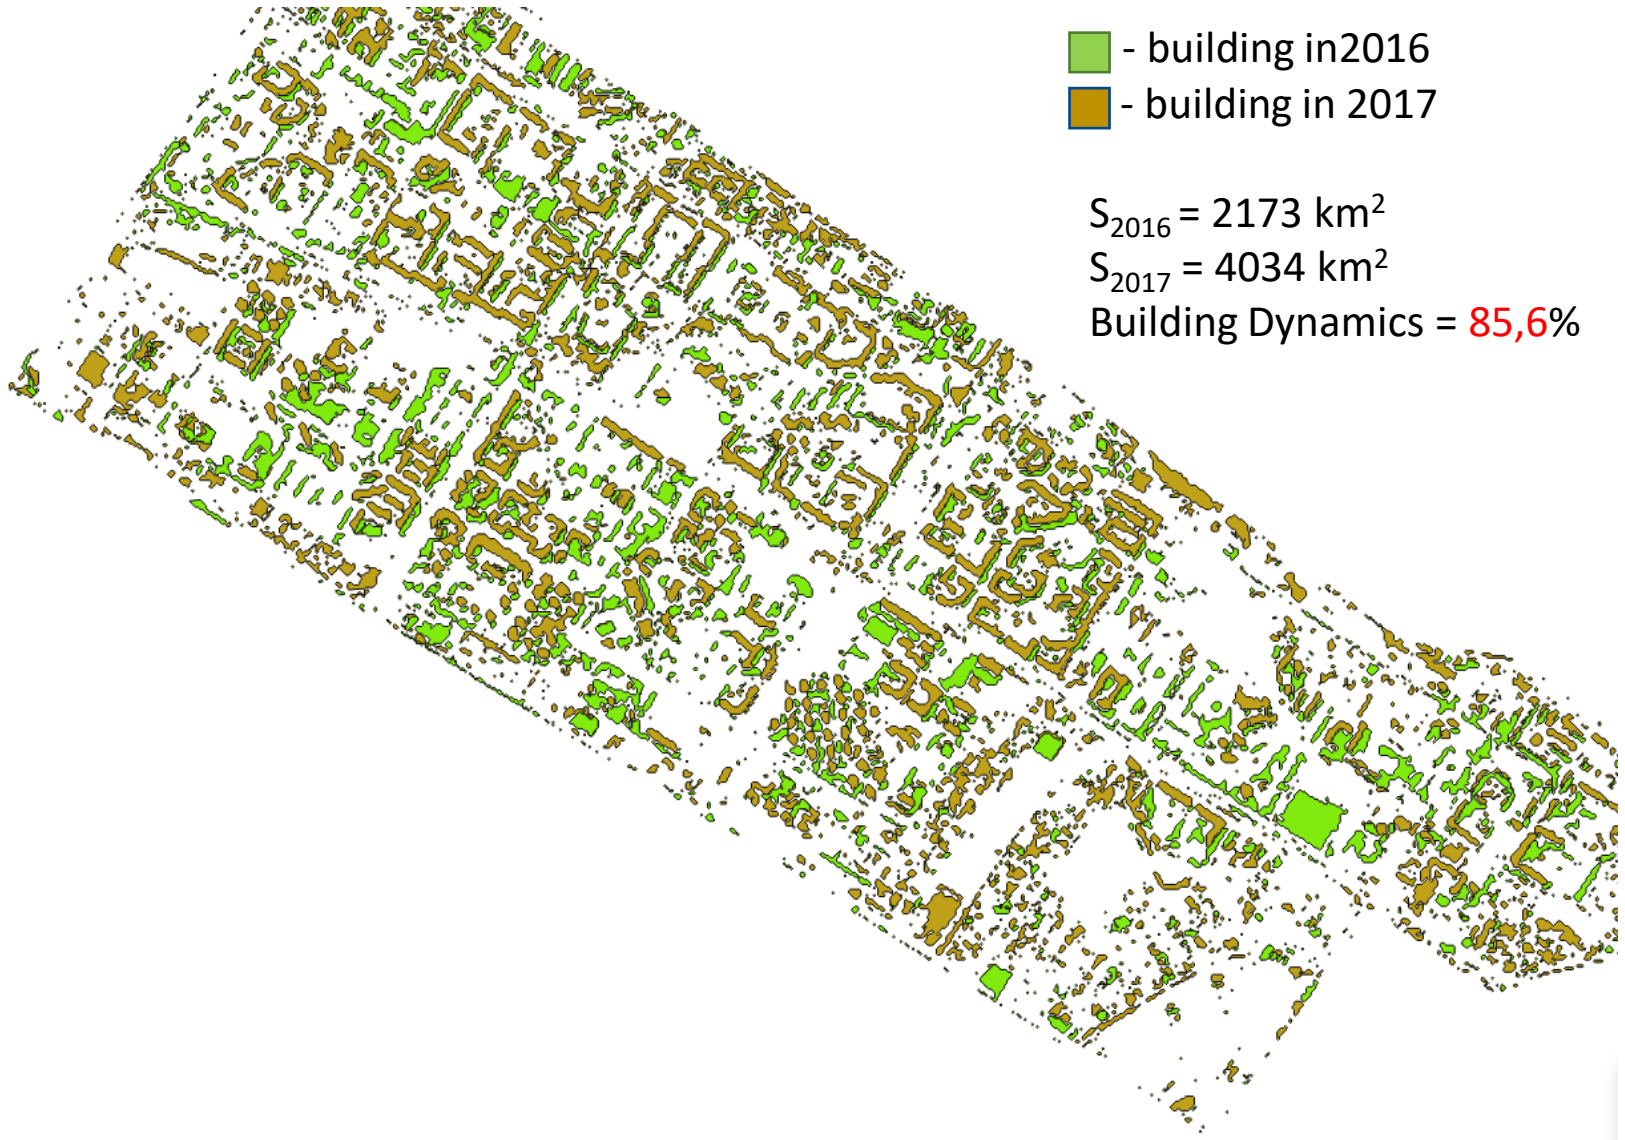 - building in2016
- building in 2017
S2016 = 2173 km2
S2017 = 4034 km2
Building Dynamics = 85,6%